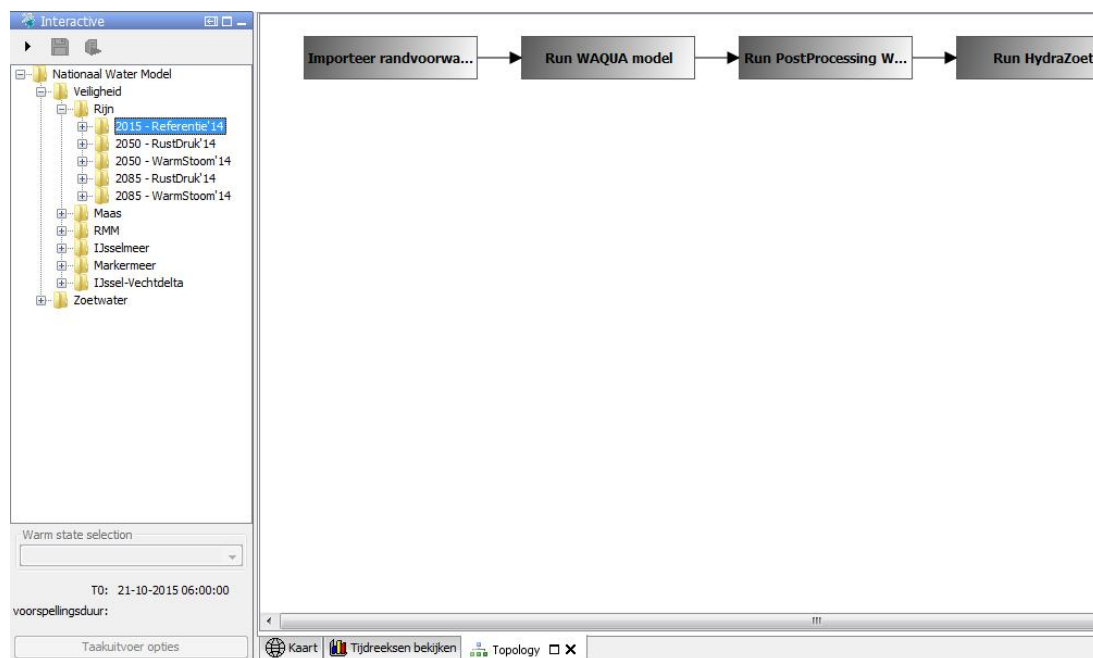 Interactive
Nationaal Water Model
Veiligheid
Rijn
2015 - Referentie'14
2050 - RustDruk'14
2050 - WarmStoom'14
2085 - RustDruk'14
2085 - WarmStoom'14
Maas
RMM
IJsselmeer
Markermeer
IJssel-Vechtdelta
Zoetwater
Warm state selection
T0: 21-10-2015 06:00:00
voorspellingsduur:
Taakuitvoer opties
Importeer randvoorwa...
Run WAQUA model
Run PostProcessing W...
Run HydraZoet
Kaart
Tijdreeksen bekijken
Topology